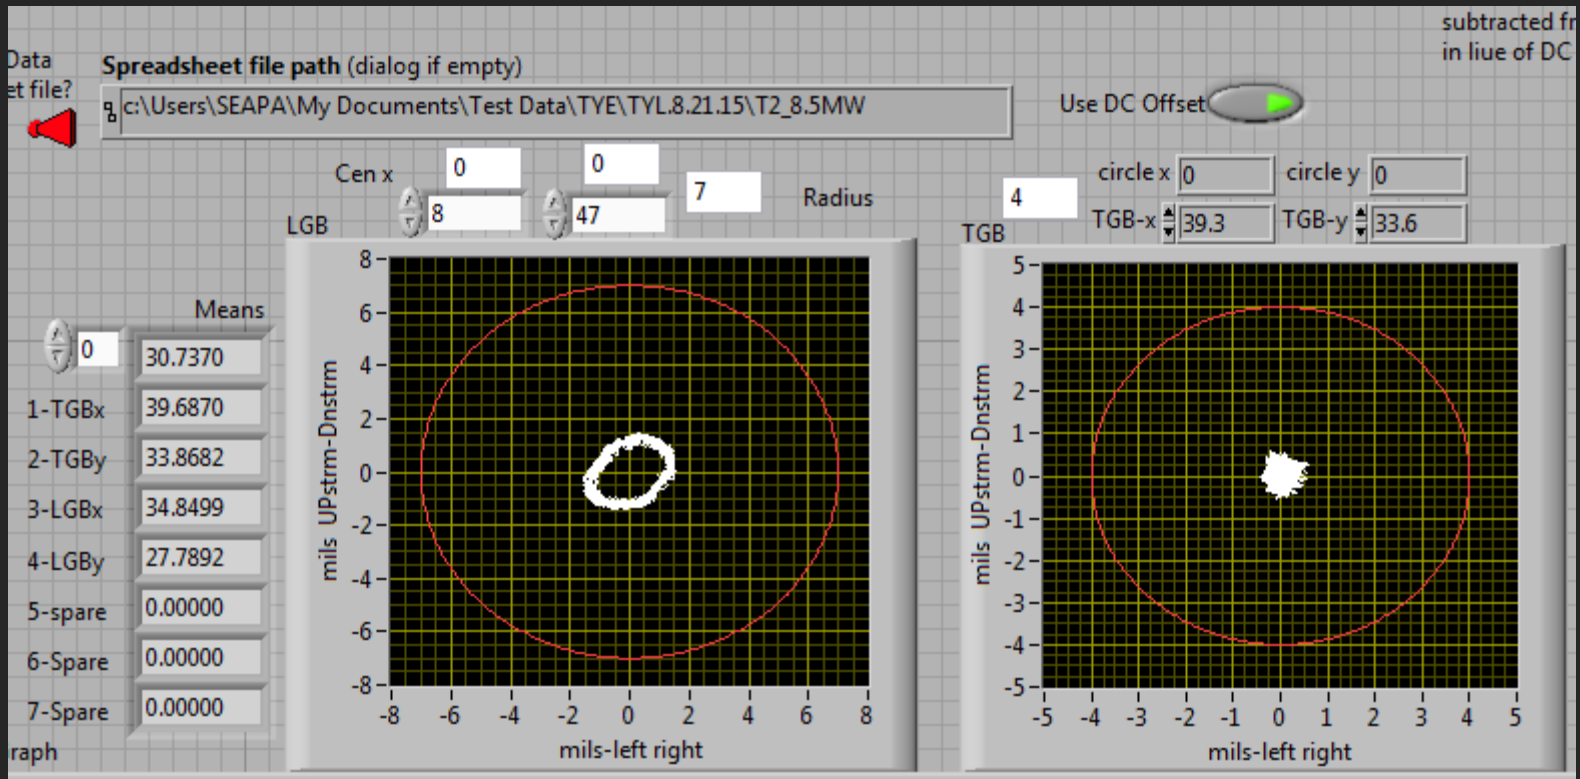 subtracted fr
in liue of DC
Data
et file?
Spreadsheet file path (dialog if empty)
c:\Users\SEAPA\My Documents\Test Data\TYE\TYL.8.21.15\T2_8.5MW
Use DC Offset
Cen x
0
0
8
47
7
Radius
LGB
4
circle x
0
circle y
0
TGB-x
39.3
TGB-y
33.6
TGB
Means
0
30.7370
1-TGBx
39.6870
2-TGBy
33.8682
3-LGBx
34.8499
4-LGBy
27.7892
5-spare
0.00000
6-Spare
0.00000
7-Spare
0.00000
raph
mils UPstrm-Dnstrm
8
6
4
2
0
-2
-4
-6
-8
-8 -6 -4 -2 0 2 4 6 8
mils-left right
mils UPstrm-Dnstrm
5
4
3
2
1
0
-1
-2
-3
-4
-5
-5 -4 -3 -2 -1 0 1 2 3 4 5
mils-left right